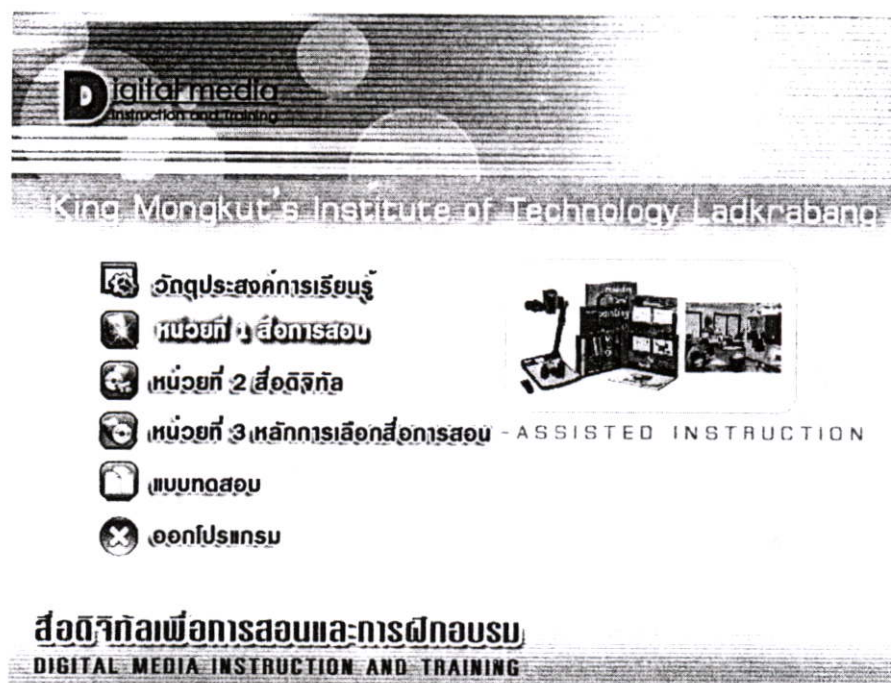 Digital media
Instruction and Training
King Mongkut's Institute of Technology Ladkrabang
วัตถุประสงค์การเรียนรู้
หน่วยที่ 1 สื่อการสอน
หน่วยที่ 2 สื่อดิจิทัล
หน่วยที่ 3 หลักการเลือกสื่อการสอน
-ASSISTED INSTRUCTION
แบบทดสอบ
ออกโปรแกรม
สื่อดิจิทัลเพื่อการสอนและการฝึกอบรม
DIGITAL MEDIA INSTRUCTION AND TRAINING